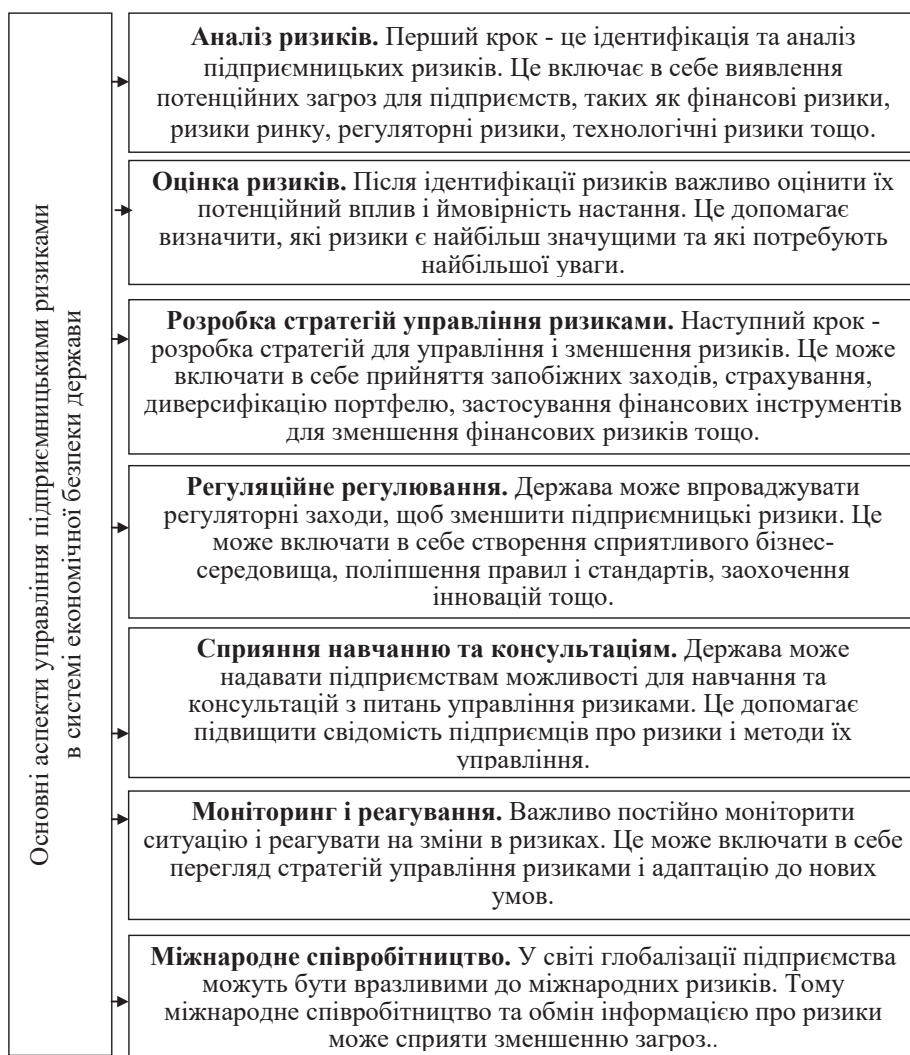 Основні аспекти управління підприємницькими ризиками
в системі економічної безпеки держави
Аналіз ризиків. Перший крок - це ідентифікація та аналіз
підприємницьких ризиків. Це включає в себе виявлення
потенційних загроз для підприємств, таких як фінансові ризики,
ризики ринку, регуляторні ризики, технологічні ризики тощо.
Оцінка ризиків. Після ідентифікації ризиків важливо оцінити їх
потенційний вплив і ймовірність настання. Це допомагає
визначити, які ризики є найбільш значущими та які потребують
найбільшої уваги.
Розробка стратегій управління ризиками. Наступний крок -
розробка стратегій для управління і зменшення ризиків. Це може
включати в себе прийняття запобіжних заходів, страхування,
диверсифікацію портфелю, застосування фінансових інструментів
для зменшення фінансових ризиків тощо.
Регуляційне регулювання. Держава може впроваджувати
регуляторні заходи, щоб зменшити підприємницькі ризики. Це
може включати в себе створення сприятливого бізнес-
середовища, поліпшення правил і стандартів, заохочення
інновацій тощо.
Сприяння навчанню та консультаціям. Держава може
надавати підприємствам можливості для навчання та
консультацій з питань управління ризиками. Це допомагає
підвищити свідомість підприємців про ризики і методи їх
управління.
Моніторинг і реагування. Важливо постійно моніторити
ситуацію і реагувати на зміни в ризиках. Це може включати в себе
перегляд стратегій управління ризиками і адаптацію до нових
умов.
Міжнародне співробітництво. У світі глобалізації підприємства
можуть бути вразливими до міжнародних ризиків. Тому
міжнародне співробітництво та обмін інформацією про ризики
може сприяти зменшенню загроз..